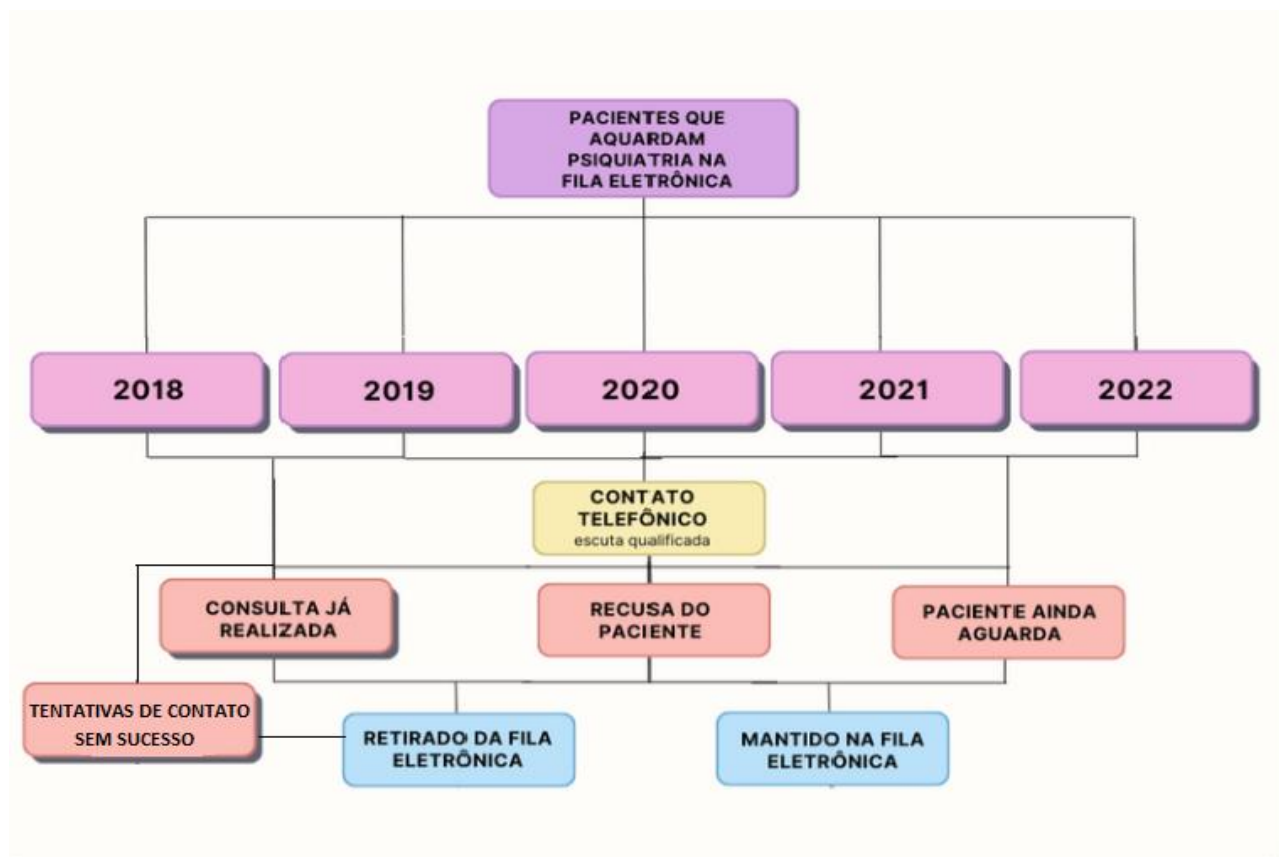 PACIENTES QUE
AQUARDAM
PSIQUIATRIA NA
FILA ELETRÔNICA
2018
2019
2020
2021
2022
CONTATO
TELEFÔNICO
escuta qualificada
CONSULTA JÁ
REALIZADA
RECUSA DO
PACIENTE
PACIENTE AINDA
AGUARDA
TENTATIVAS DE CONTATO
SEM SUCESSO
RETIRADO DA FILA
ELETRÔNICA
MANTIDO NA FILA
ELETRÔNICA